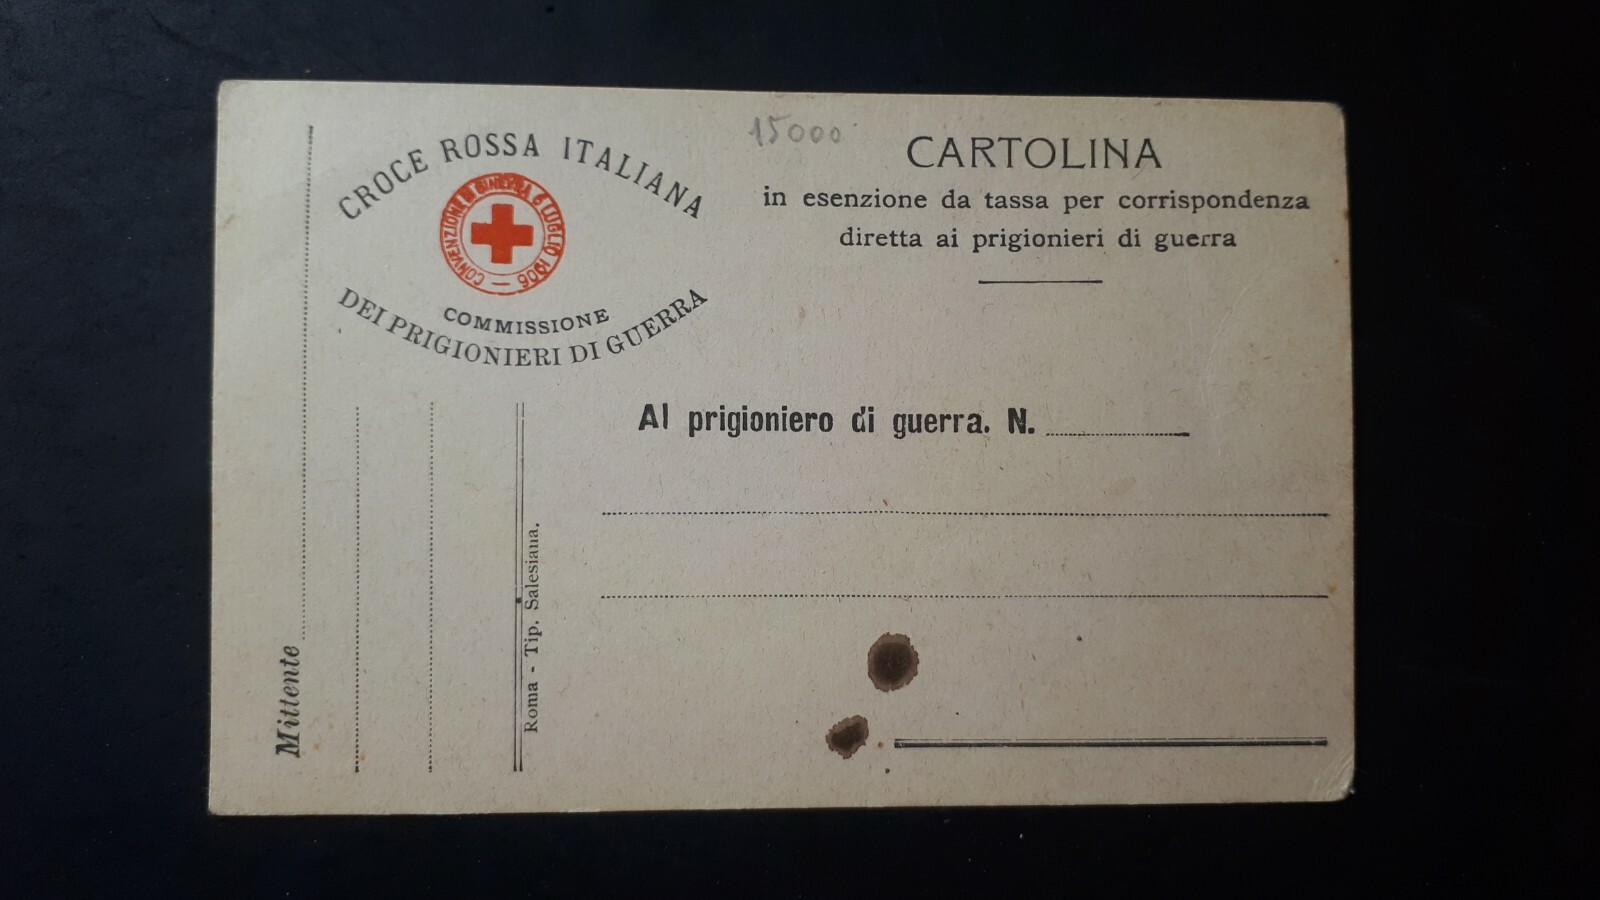 CROCE ROSSA ITALIANA
CONVENZIONE DI GINEVRA 6 LUGLIO 1906
COMMISSIONE
DEI PRIGIONIERI DI GUERRA
15000
CARTOLINA
in esenzione da tassa per corrispondenza
diretta ai prigionieri di guerra
Al prigioniero di guerra. N.
Mittente
Roma - Tip. Salesiana.